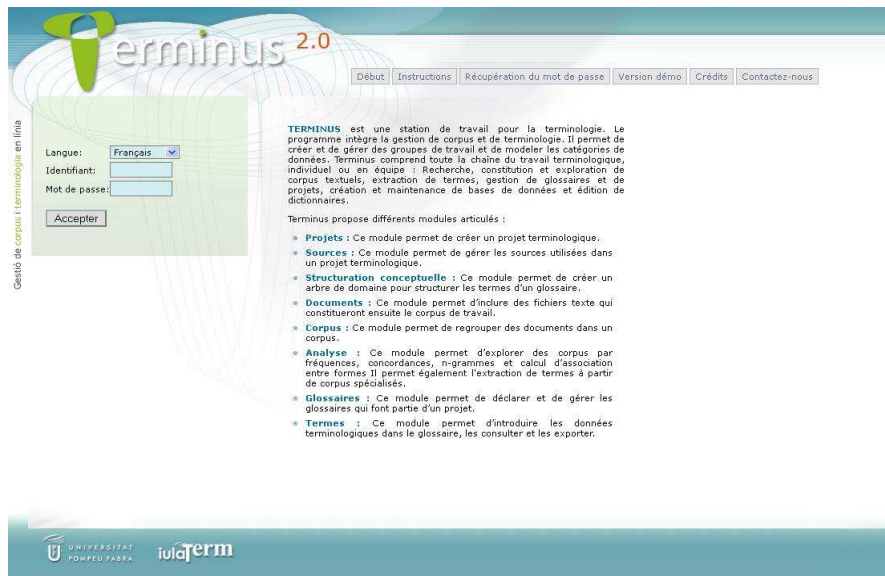 Terminus 2.0
Début Instructions Récupération du mot de passe Version démo Crédits Contactez-nous
Gestió de corpus i terminologia en línia
Langue: Français
Identifiant:
Mot de passe:
Accepter
TERMINUS est une station de travail pour la terminologie. Le
programme intègre la gestion de corpus et de terminologie. Il permet de
créer et de gérer des groupes de travail et de modeler les catégories de
données. Terminus comprend toute la chaîne du travail terminologique,
individuel ou en équipe : Recherche, constitution et exploration de
corpus textuels, extraction de termes, gestion de glossaires et de
projets, création et maintenance de bases de données et édition de
dictionnaires.
Terminus propose différents modules articulés :
Projets : Ce module permet de créer un projet terminologique.
Sources : Ce module permet de gérer les sources utilisées dans
un projet terminologique.
Structuration conceptuelle : Ce module permet de créer un
arbre de domaine pour structurer les termes d'un glossaire.
Documents : Ce module permet d'inclure des fichiers texte qui
constitueront ensuite le corpus de travail.
Corpus : Ce module permet de regrouper des documents dans un
corpus.
Analyse : Ce module permet d'explorer des corpus par
fréquences, concordances, n-grammes et calcul d'association
entre formes Il permet également l'extraction de termes à partir
de corpus spécialisés.
Glossaires : Ce module permet de déclarer et de gérer les
glossaires qui font partie d'un projet.
Termes : Ce module permet d'introduire les données
terminologiques dans le glossaire, les consulter et les exporter.
UNIVERSITAT
POMPEU FABRA
iulaTerm